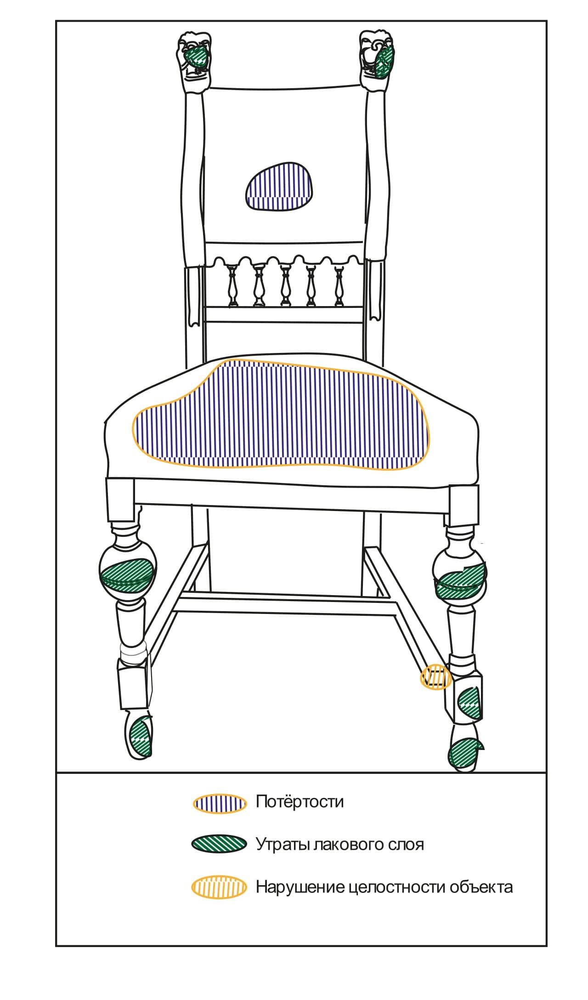 Потёртости
Утраты лакового слоя
Нарушение целостности объекта